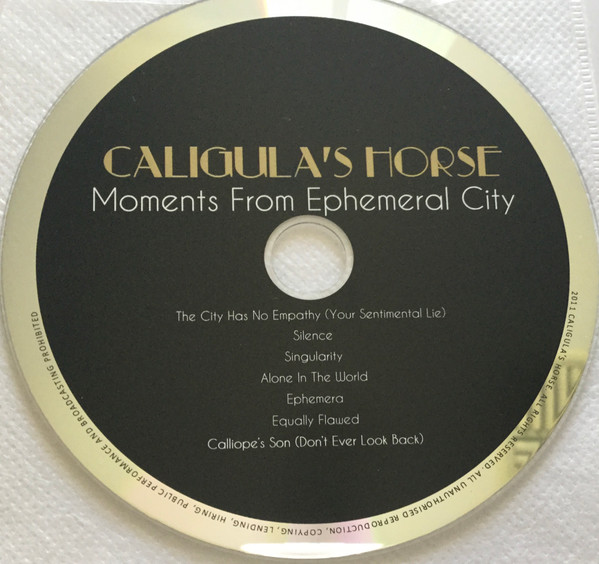 CALIGULA'S HORSE
Moments From Ephemeral City
The City Has No Empathy (Your Sentimental Lie)
Silence
Singularity
Alone In The World
Ephemera
Equally Flawed
Calliope's Son (Don't Ever Look Back)
2011 CALIGULA'S HORSE. ALL RIGHTS RESERVED. ALL UNAUTHORISED REPRODUCTION, COPYING, LENDING, HIRING, PUBLIC PERFORMANCE AND BROADCASTING PROHIBITED